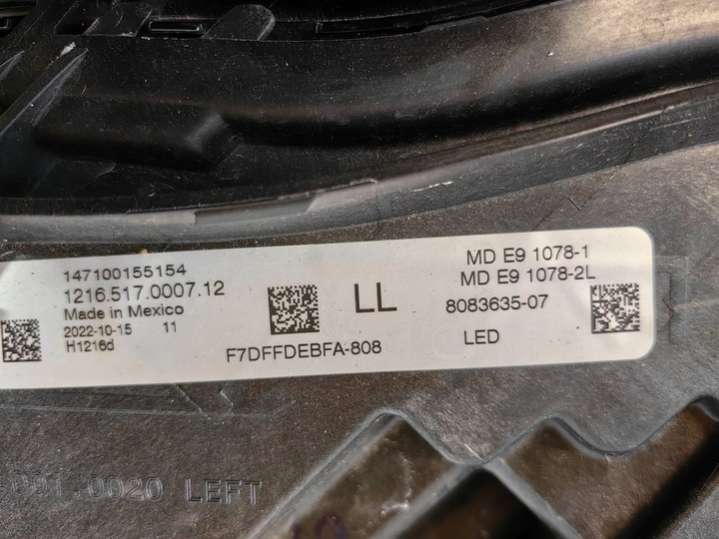 147100155154
1216.517.0007.12
Made in Mexico
2022-10-15 11
H1216d
F7DFFDEBFA-808
LL
MD E9 1078-1
MD E9 1078-2L
8083635-07
LED
001.0020 LEFT